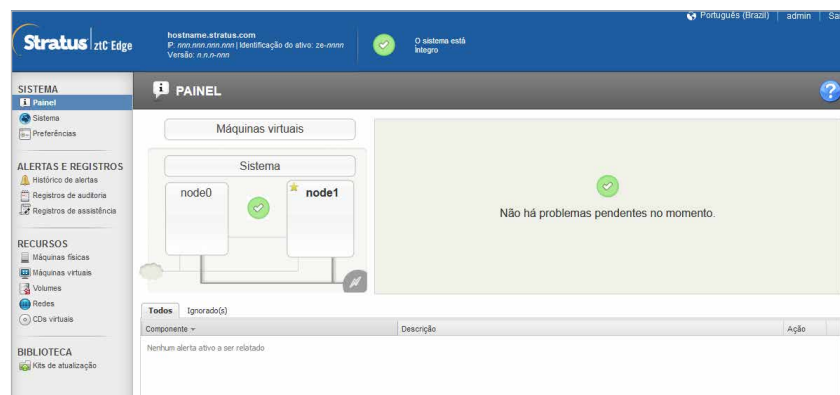 Português (Brazil) | admin | Sa
Stratus ztC Edge
hostname.stratus.com
IP: nnn.nnn.nnn.nnn | Identificação do ativo: ze-nnnn
Versão: n.n.n-nnn
O sistema está
íntegro
SISTEMA
Painel
Sistema
Preferências
ALERTAS E REGISTROS
Histórico de alertas
Registros de auditoria
Registros de assistência
RECURSOS
Máquinas físicas
Máquinas virtuais
Volumes
Redes
CDs virtuais
BIBLIOTECA
Kits de atualização
PAINEL
?
Máquinas virtuais
Sistema
node0
node1
Não há problemas pendentes no momento.
Todos
Ignorado(s)
Componente
Descrição
Ação
Nenhum alerta ativo a ser relatado